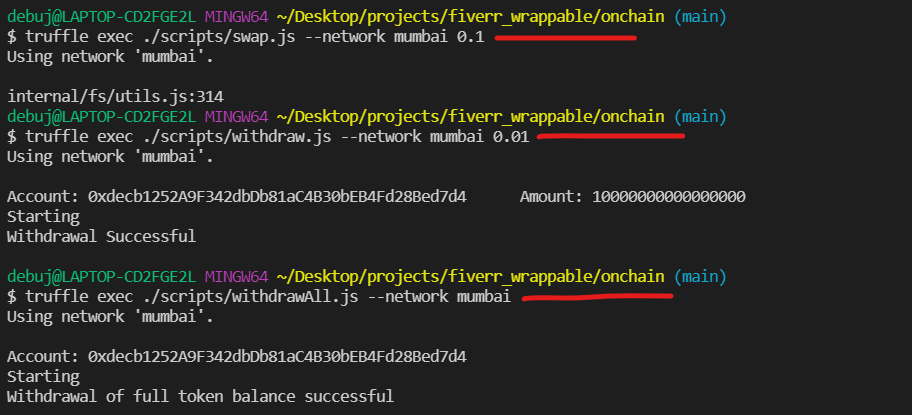 debuj@LAPTOP-CD2FGE2L MINGW64 ~/Desktop/projects/fiverr_wrappable/onchain (main)
$ truffle exec ./scripts/swap.js --network mumbai 0.1
Using network 'mumbai'.
internal/fs/utils.js:314
debuj@LAPTOP-CD2FGE2L MINGW64 ~/Desktop/projects/fiverr_wrappable/onchain (main)
$ truffle exec ./scripts/withdraw.js --network mumbai 0.01
Using network 'mumbai'.
Account: 0xdecb1252A9F342dbDb81aC4B30bEB4Fd28Bed7d4      Amount: 10000000000000000
Starting
Withdrawal Successful
debuj@LAPTOP-CD2FGE2L MINGW64 ~/Desktop/projects/fiverr_wrappable/onchain (main)
$ truffle exec ./scripts/withdrawAll.js --network mumbai
Using network 'mumbai'.
Account: 0xdecb1252A9F342dbDb81aC4B30bEB4Fd28Bed7d4
Starting
Withdrawal of full token balance successful